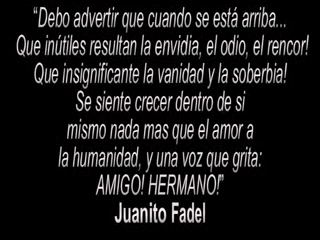 “Debo advertir que cuando se está arriba...
Que inútiles resultan la envidia, el odio, el rencor!
Que insignificante la vanidad y la soberbia!
Se siente crecer dentro de si
mismo nada mas que el amor a
la humanidad, y una voz que grita:
AMIGO! HERMANO!”
Juanito Fadel